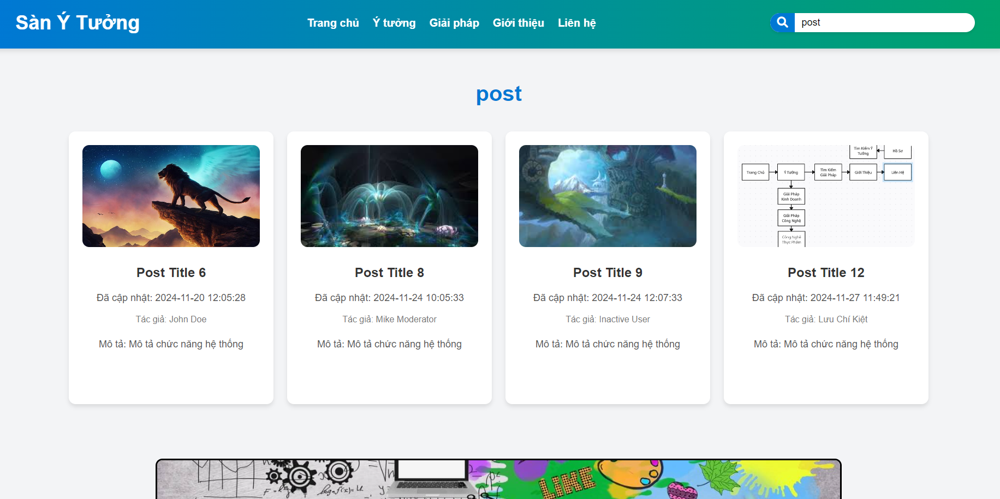 Sàn Ý Tưởng
Trang chủ Ý tưởng Giải pháp Giới thiệu Liên hệ
post
post
Tìm Kiếm Ý
Tưởng
Hồ Sơ
Trang Chủ
Ý Tưởng
Tìm Kiếm
Giải Pháp
Giới Thiệu
Liên Hệ
Giải Pháp
Kinh Doanh
Giải Pháp
Công Nghệ
Công Nghệ
Thực Phẩm
Post Title 6
Đã cập nhật: 2024-11-20 12:05:28
Tác giả: John Doe
Mô tả: Mô tả chức năng hệ thống
Post Title 8
Đã cập nhật: 2024-11-24 10:05:33
Tác giả: Mike Moderator
Mô tả: Mô tả chức năng hệ thống
Post Title 9
Đã cập nhật: 2024-11-24 12:07:33
Tác giả: Inactive User
Mô tả: Mô tả chức năng hệ thống
Post Title 12
Đã cập nhật: 2024-11-27 11:49:21
Tác giả: Lưu Chí Kiệt
Mô tả: Mô tả chức năng hệ thống
LIKE